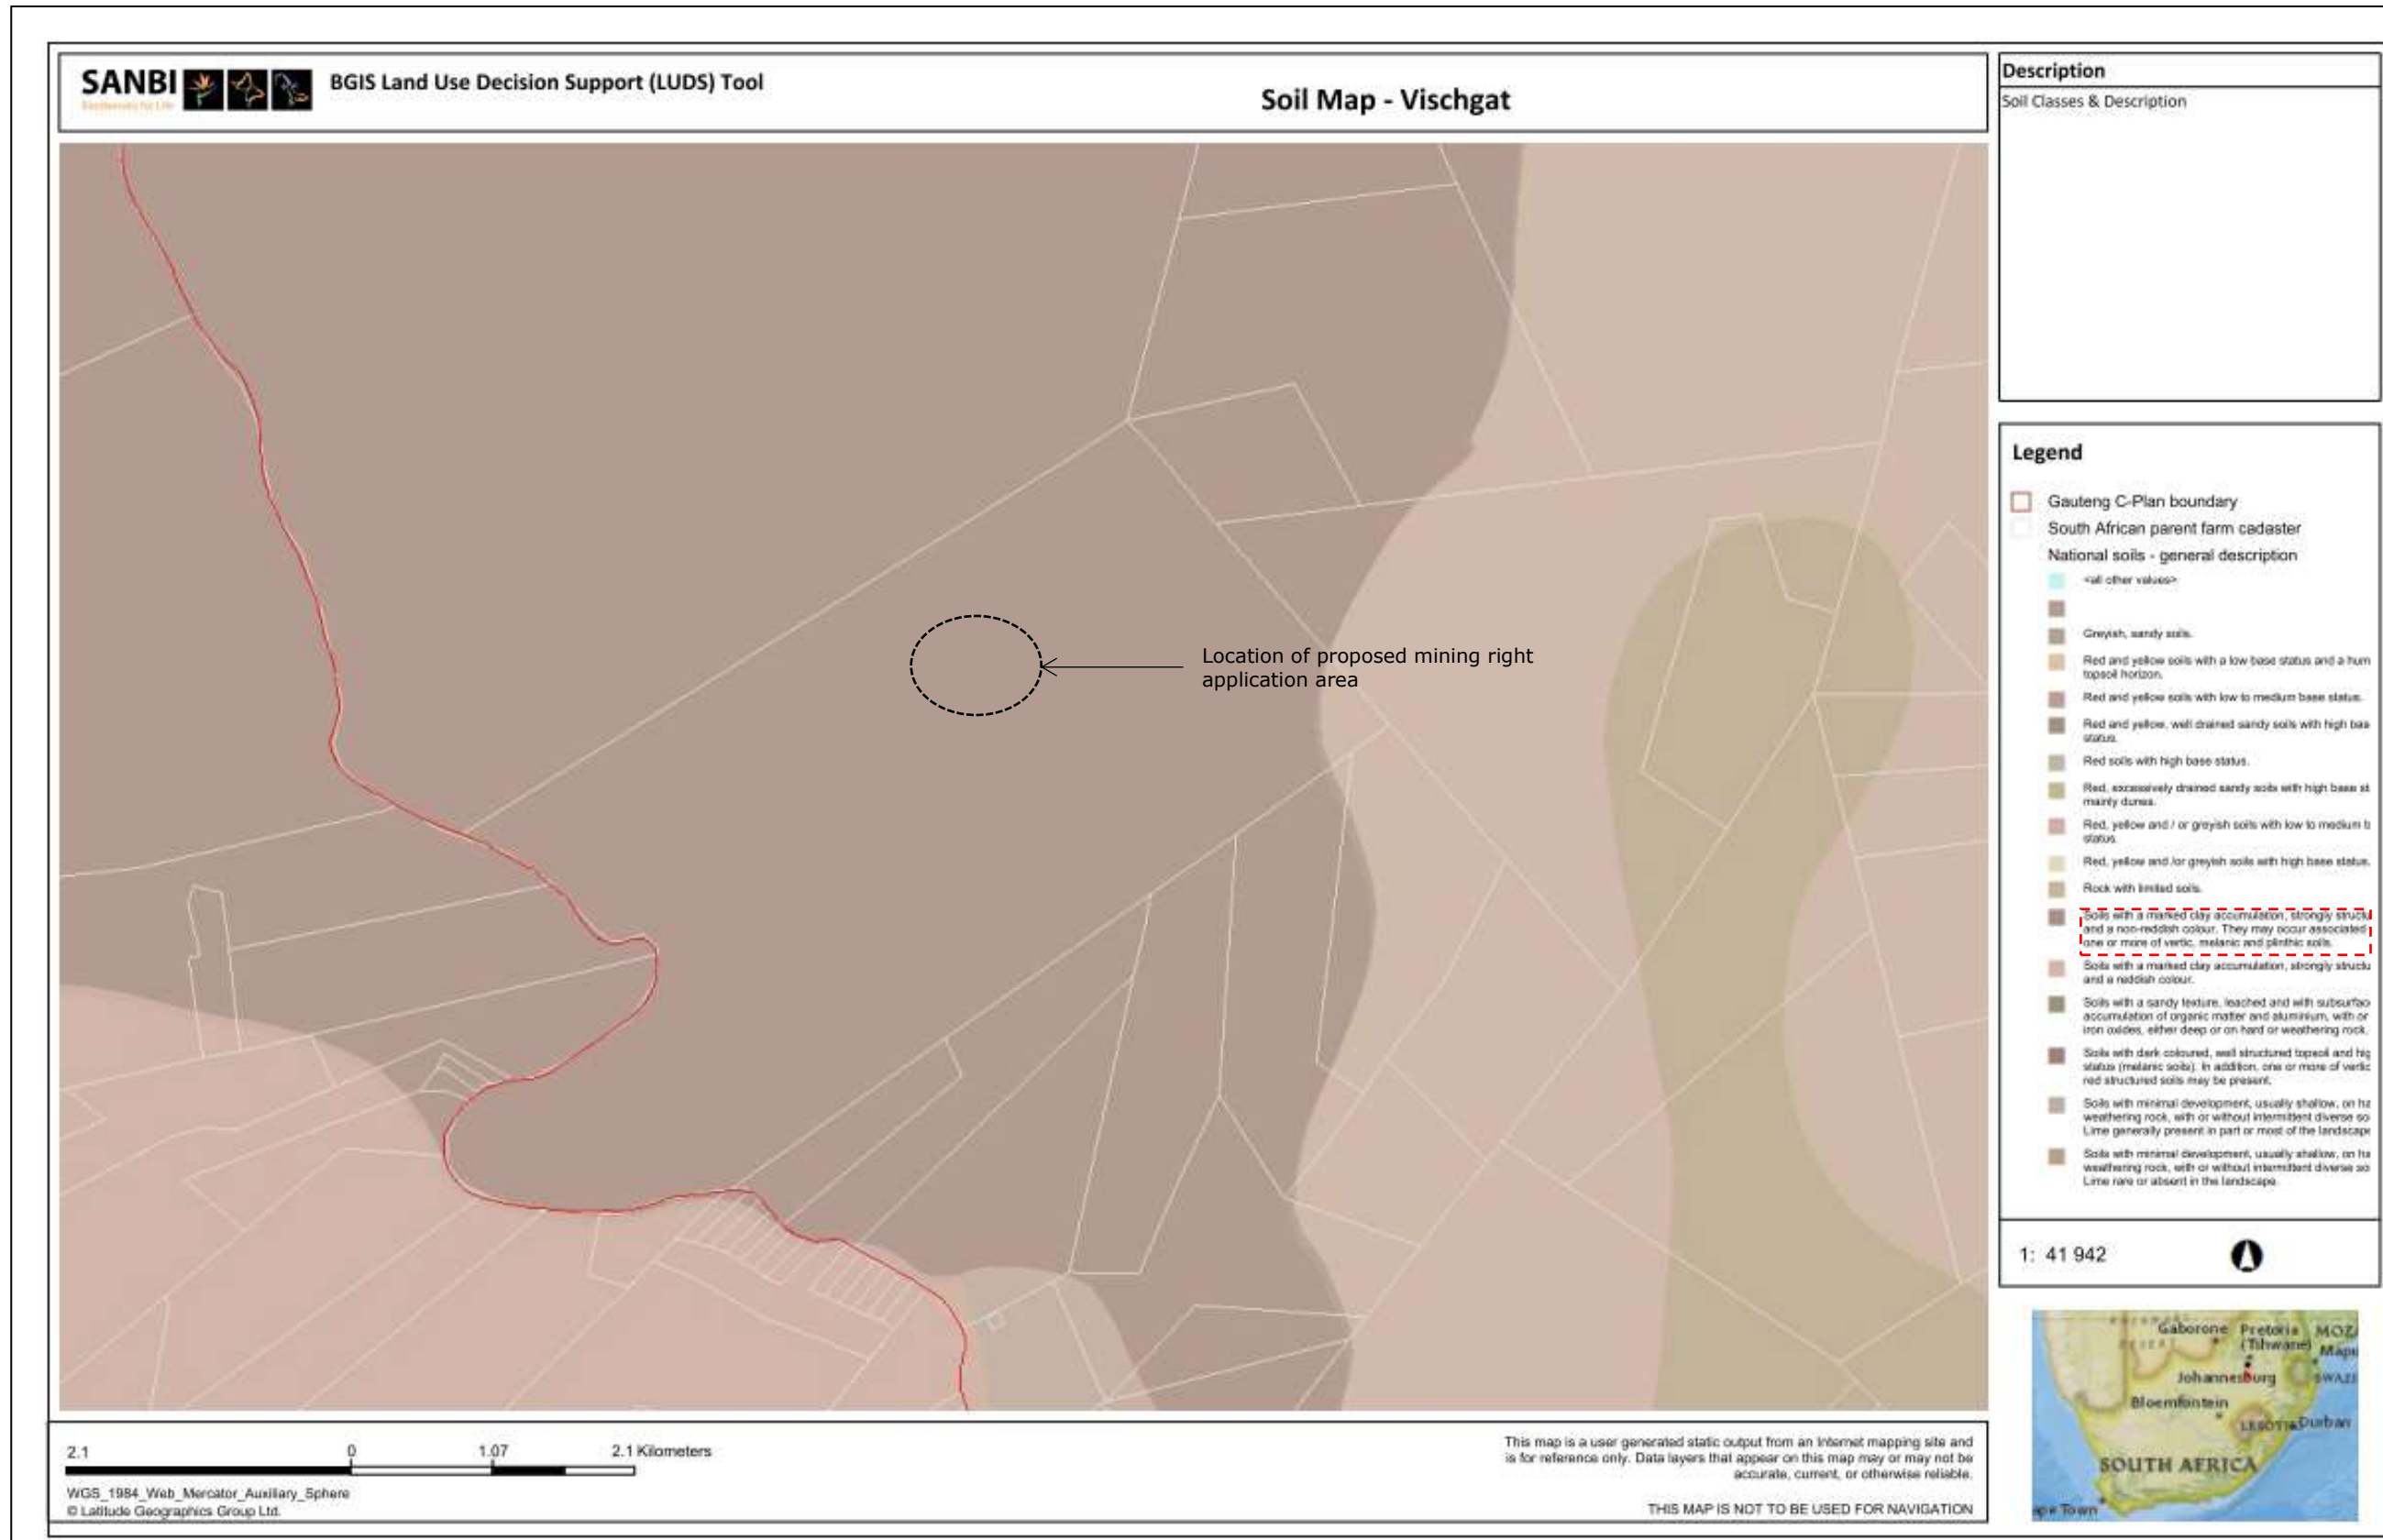 SANBI
Biodiversity for Life
BGIS Land Use Decision Support (LUDS) Tool
Soil Map - Vischgat
Description
Soil Classes & Description
Location of proposed mining right
application area
Legend
Gauteng C-Plan boundary
South African parent farm cadaster
National soils - general description
<all other values>
Greyish, sandy soils.
Red and yellow soils with a low base status and a hum
topsoil horizon.
Red and yellow soils with low to medium base status.
Red and yellow, well drained sandy soils with high bas
status.
Red soils with high base status.
Red, excessively drained sandy soils with high base st
mainly dunes.
Red, yellow and / or greyish soils with low to medium b
status.
Red, yellow and /or greyish soils with high base status.
Rock with limited soils.
Soils with a marked clay accumulation, strongly structu
and a non-reddish colour. They may occur associated
one or more of vertic, melanic and plinthic soils.
Soils with a marked clay accumulation, strongly structu
and a reddish colour.
Soils with a sandy texture, leached and with subsurfac
accumulation of organic matter and aluminium, with or
iron oxides, either deep or on hard or weathering rock.
Soils with dark coloured, well structured topsoil and hig
status (melanic soils). In addition, one or more of vertic
red structured soils may be present.
Soils with minimal development, usually shallow, on ha
weathering rock, with or without intermittent diverse so
Lime generally present in part or most of the landscape
Soils with minimal development, usually shallow, on ha
weathering rock, with or without intermittent diverse so
Lime rare or absent in the landscape.
1: 41 942
Gaborone
Pretoria
(Tshwane)
MOZ
Map
Johannesburg
SWAZI
Bloemfontein
LESOTHO
Durban
SOUTH AFRICA
ape Town
2.1 0 1.07 2.1 Kilometers
WGS_1984_Web_Mercator_Auxiliary_Sphere
© Latitude Geographics Group Ltd.
This map is a user generated static output from an Internet mapping site and
is for reference only. Data layers that appear on this map may or may not be
accurate, current, or otherwise reliable.
THIS MAP IS NOT TO BE USED FOR NAVIGATION